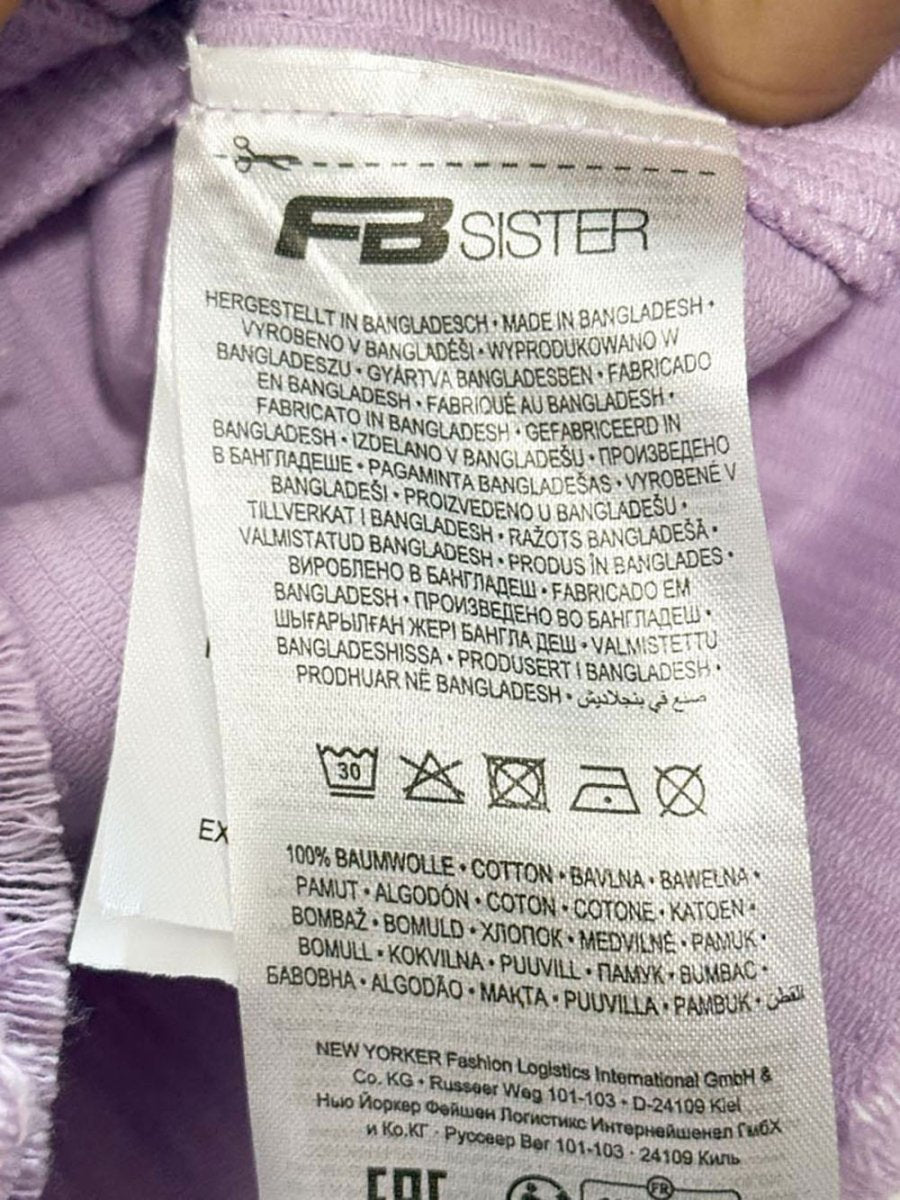 FB SISTER
HERGESTELLT IN BANGLADESCH • MADE IN BANGLADESH •
VYROBENO V BANGLADÉŠI • WYPRODUKOWANO W
BANGLADESZU • GYÁRTVA BANGLADESBEN • FABRICADO
EN BANGLADESH • FABRIQUÉ AU BANGLADESH •
FABRICATO IN BANGLADESH • GEFABRICEERD IN
BANGLADESH • IZDELANO V BANGLADEŠU • ПРОИЗВЕДЕНО
В БАНГЛАДЕШЕ • PAGAMINTA BANGLADEŠAS • VYROBENÉ V
BANGLADEŠI • PROIZVEDENO U BANGLADEŠU •
TILLVERKAT I BANGLADESH • RAŽOTS BANGLADEŠĀ •
VALMISTATUD BANGLADESH • PRODUS ÎN BANGLADES •
ВИРОБЛЕНО В БАНГЛАДЕШ • FABRICADO EM
BANGLADESH • ПРОИЗВЕДЕНО ВО БАНГЛАДЕШ •
ШЫҒАРЫЛҒАН ЖЕРІ БАНГЛА ДЕШ • VALMISTETTU
BANGLADESHISSA • PRODUSERT I BANGLADESH •
PRODHUAR NË BANGLADESH • صنع في بنجلاديش
30
EX
100% BAUMWOLLE • COTTON • BAVLNA • BAWEŁNA •
PAMUT • ALGODÓN • COTON • COTONE • KATOEN •
BOMBAŽ • BOMULD • ХЛОПОК • MEDVILNĖ • PAMUK •
BOMULL • KOKVILNA • PUUVILL • ПАМУК • BUMBAC •
БАВОВНА • ALGODÃO • МАКТА • PUUVILLA • PAMBUK • القطن
NEW YORKER Fashion Logistics International GmbH &
Co. KG • Russeer Weg 101-103 • D-24109 Kiel
Нью Йоркер Фейшен Логистикс Интернейшенел ГмбХ
и Ко.КГ · Руссеер Вег 101-103 · 24109 Киль
EAC
FR